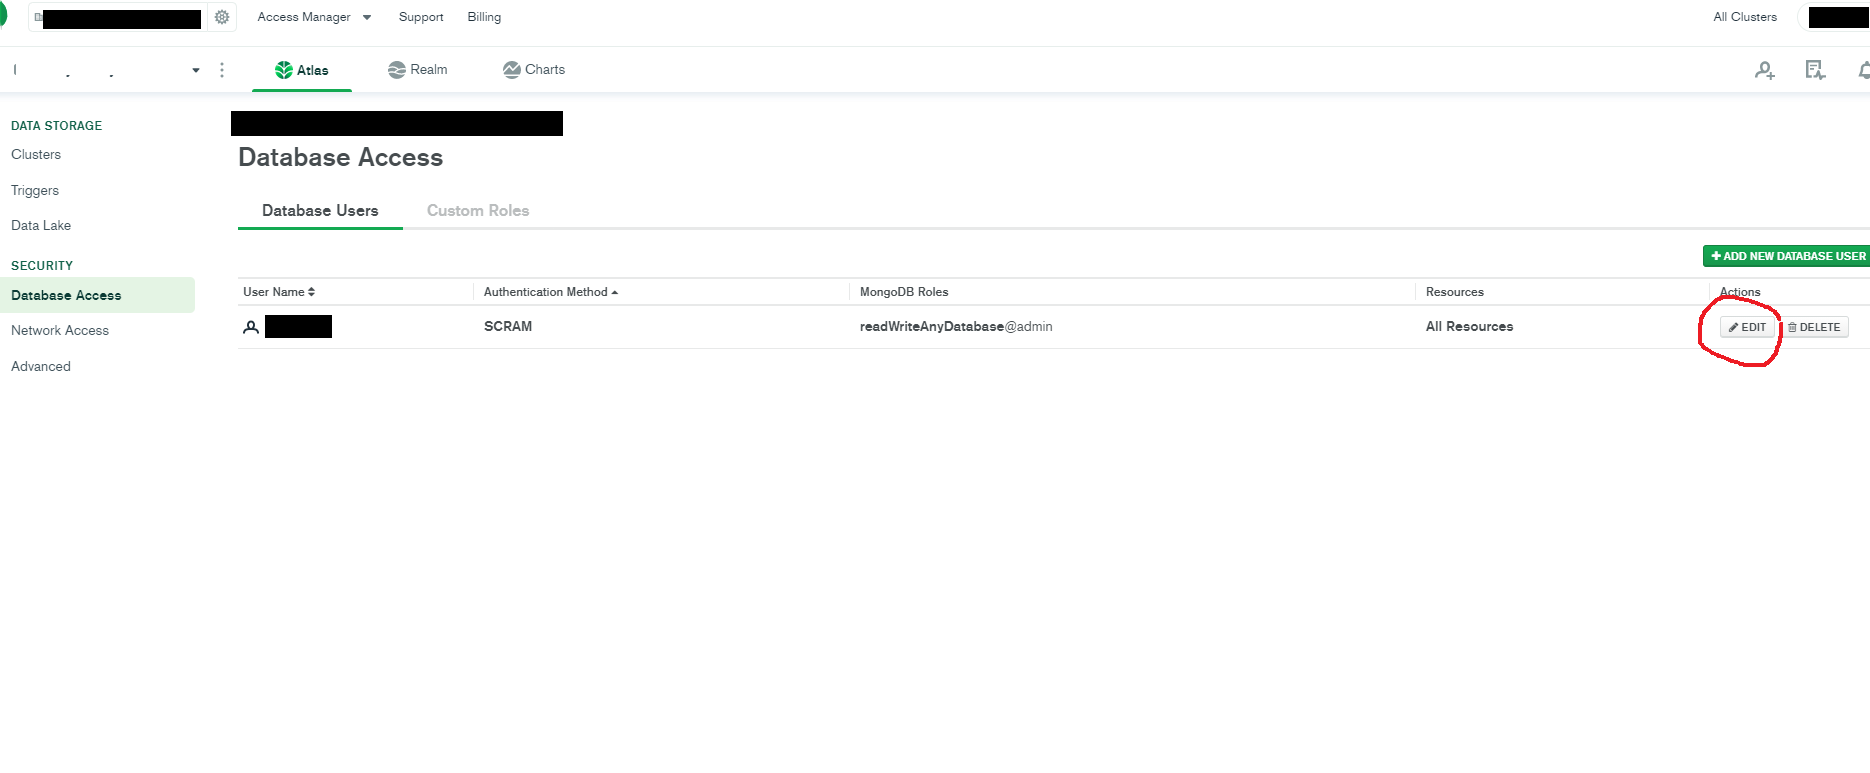 Access Manager Support Billing All Clusters
Atlas Realm Charts
DATA STORAGE
Clusters
Triggers
Data Lake
SECURITY
Database Access
Network Access
Advanced
Database Access
Database Users Custom Roles
ADD NEW DATABASE USER
User Name Authentication Method MongoDB Roles Resources Actions
SCRAM readWriteAnyDatabase@admin All Resources EDIT DELETE